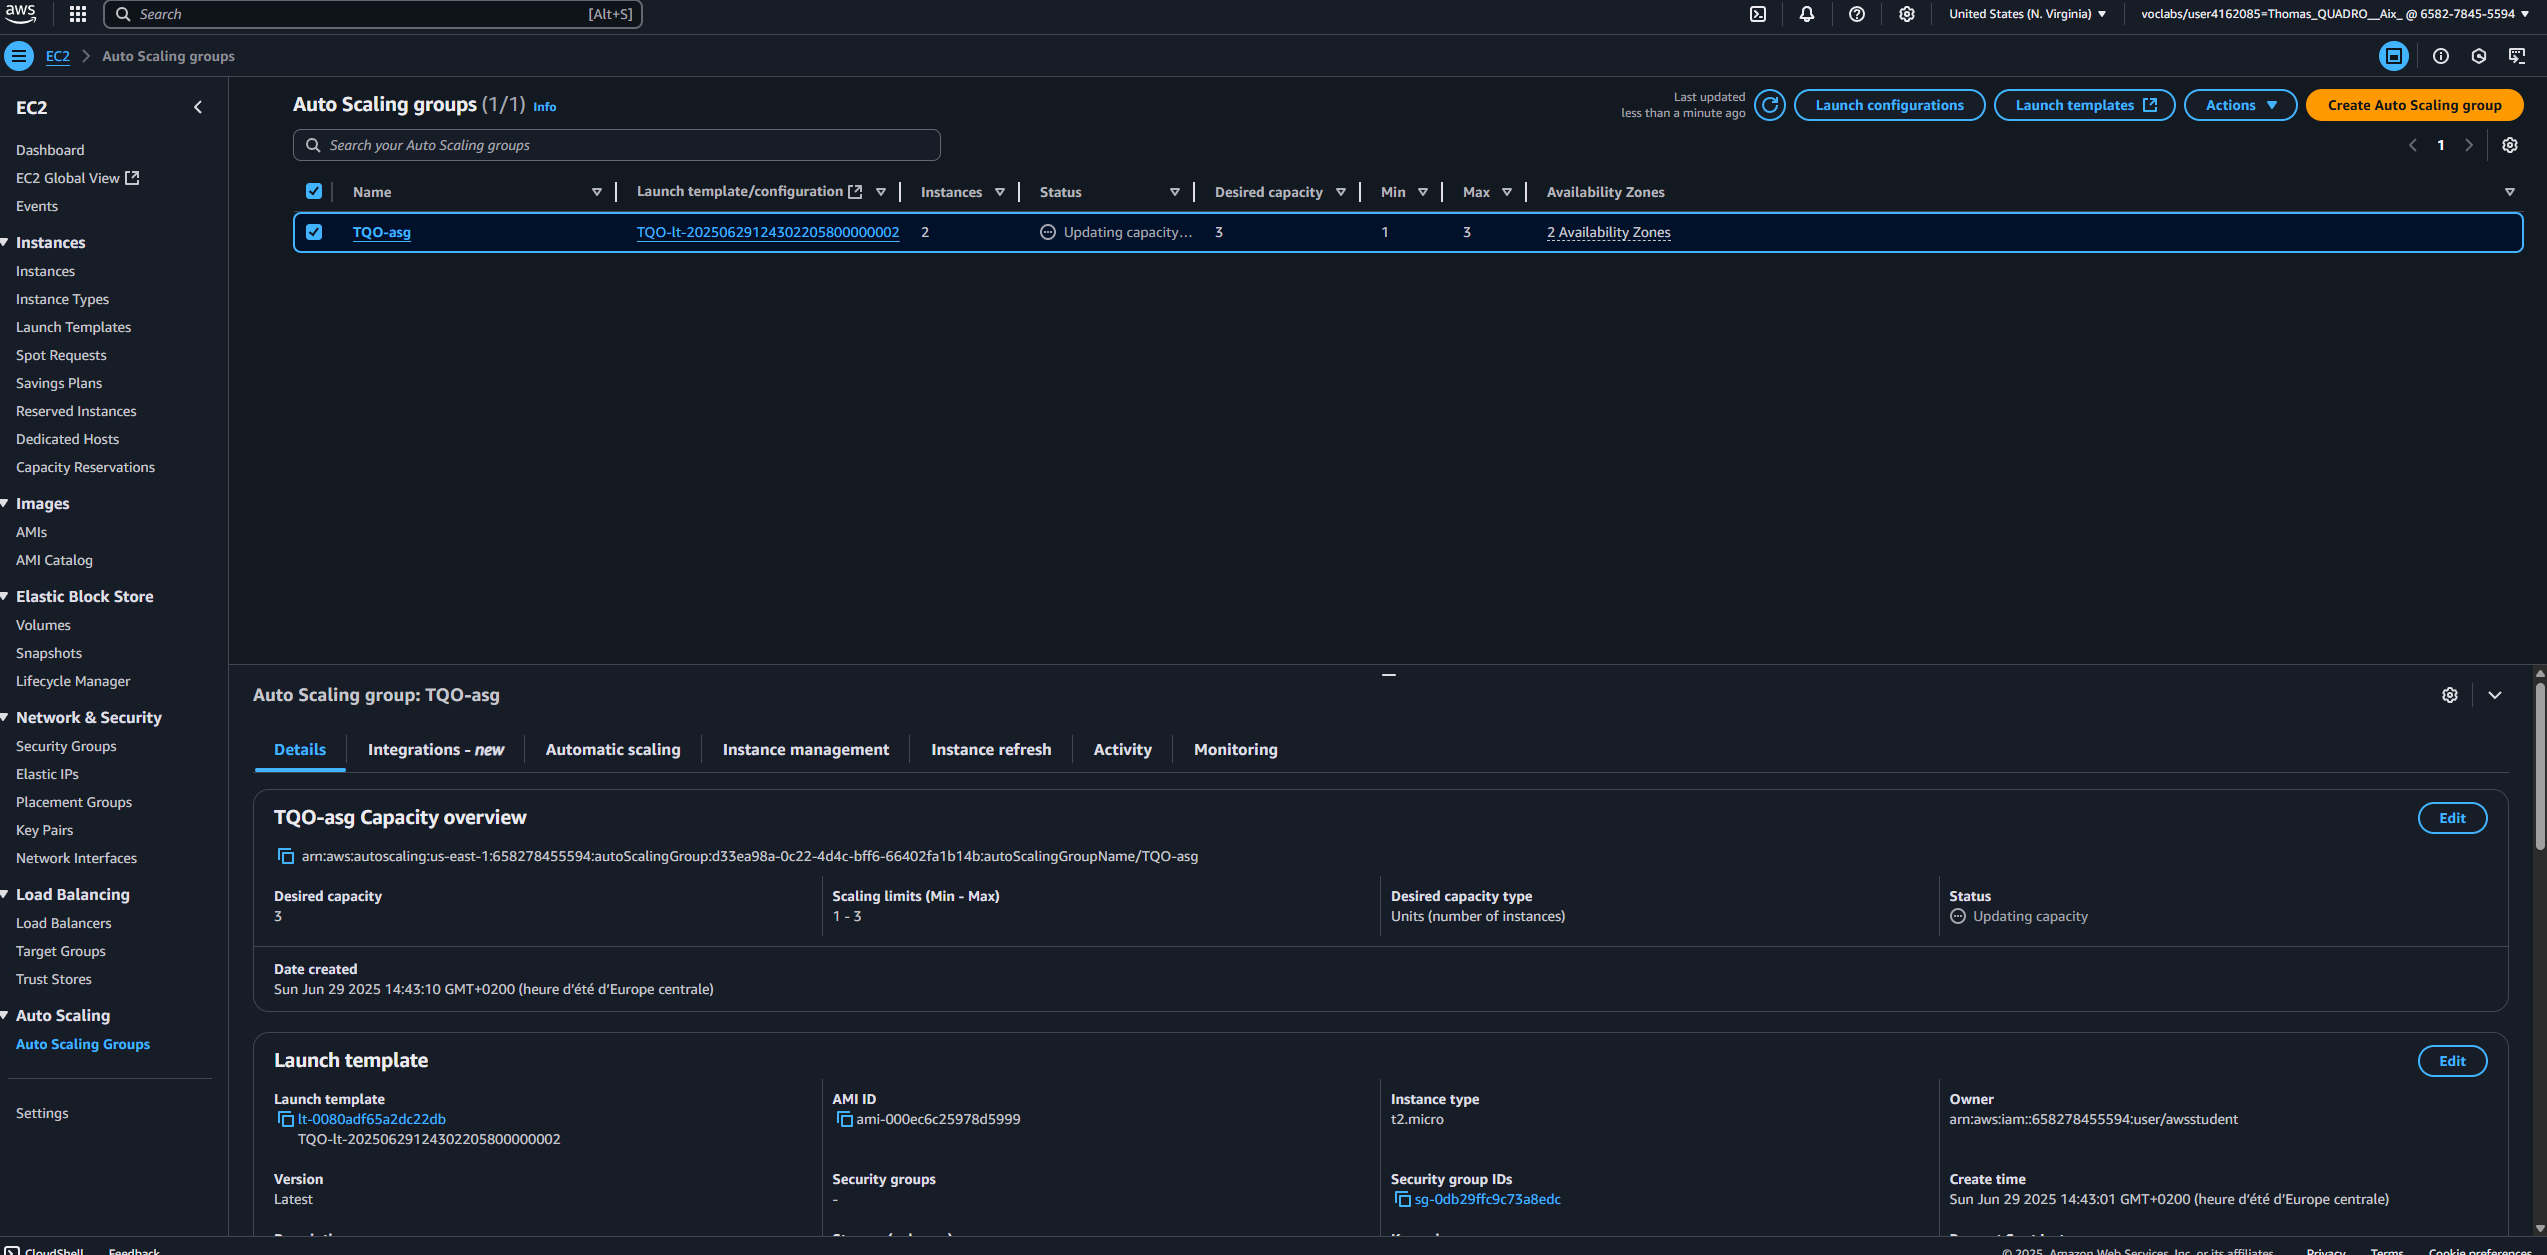 aws
Search [Alt+S]
United States (N. Virginia)
voclabs/user4162085=Thomas_QUADRO__Aix_ @ 6582-7845-5594
EC2
Auto Scaling groups
EC2
Dashboard
EC2 Global View
Events
Instances
Instances
Instance Types
Launch Templates
Spot Requests
Savings Plans
Reserved Instances
Dedicated Hosts
Capacity Reservations
Images
AMIs
AMI Catalog
Elastic Block Store
Volumes
Snapshots
Lifecycle Manager
Network & Security
Security Groups
Elastic IPs
Placement Groups
Key Pairs
Network Interfaces
Load Balancing
Load Balancers
Target Groups
Trust Stores
Auto Scaling
Auto Scaling Groups
Settings
Auto Scaling groups (1/1) Info
Last updated
less than a minute ago
Launch configurations
Launch templates
Actions
Create Auto Scaling group
Search your Auto Scaling groups
1
Name Launch template/configuration Instances Status Desired capacity Min Max Availability Zones
TQO-asg TQO-lt-20250629124302205800000002 2 Updating capacity... 3 1 3 2 Availability Zones
Auto Scaling group: TQO-asg
Details Integrations - new Automatic scaling Instance management Instance refresh Activity Monitoring
TQO-asg Capacity overview
Edit
arn:aws:autoscaling:us-east-1:658278455594:autoScalingGroup:d33ea98a-0c22-4d4c-bff6-66402fa1b14b:autoScalingGroupName/TQO-asg
Desired capacity
3
Scaling limits (Min - Max)
1 - 3
Desired capacity type
Units (number of instances)
Status
Updating capacity
Date created
Sun Jun 29 2025 14:43:10 GMT+0200 (heure d’été d’Europe centrale)
Launch template
Edit
Launch template
lt-0080adf65a2dc22db
TQO-lt-20250629124302205800000002
AMI ID
ami-000ec6c25978d5999
Instance type
t2.micro
Owner
arn:aws:iam::658278455594:user/awsstudent
Version
Latest
Security groups
-
Security group IDs
sg-0db29ffc9c73a8edc
Create time
Sun Jun 29 2025 14:43:01 GMT+0200 (heure d’été d’Europe centrale)
CloudShell Feedback
© 2025, Amazon Web Services, Inc. or its affiliates. Privacy Terms Cookie preferences